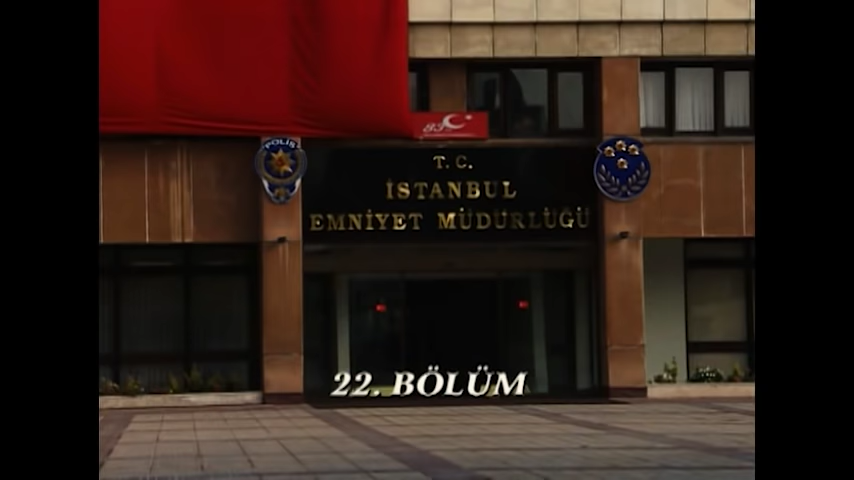 POLİS
T. C.
İSTANBUL
EMNİYET MÜDÜRLÜĞÜ
22. BÖLÜM